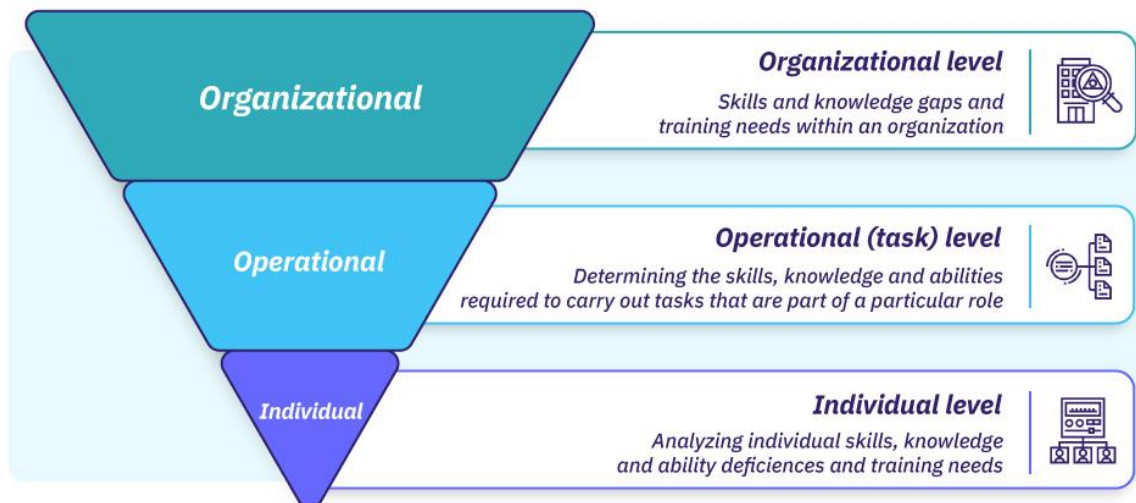 Organizational
Organizational level
Skills and knowledge gaps and
training needs within an organization
Operational
Operational (task) level
Determining the skills, knowledge and abilities
required to carry out tasks that are part of a particular role
Individual
Individual level
Analyzing individual skills, knowledge
and ability deficiences and training needs